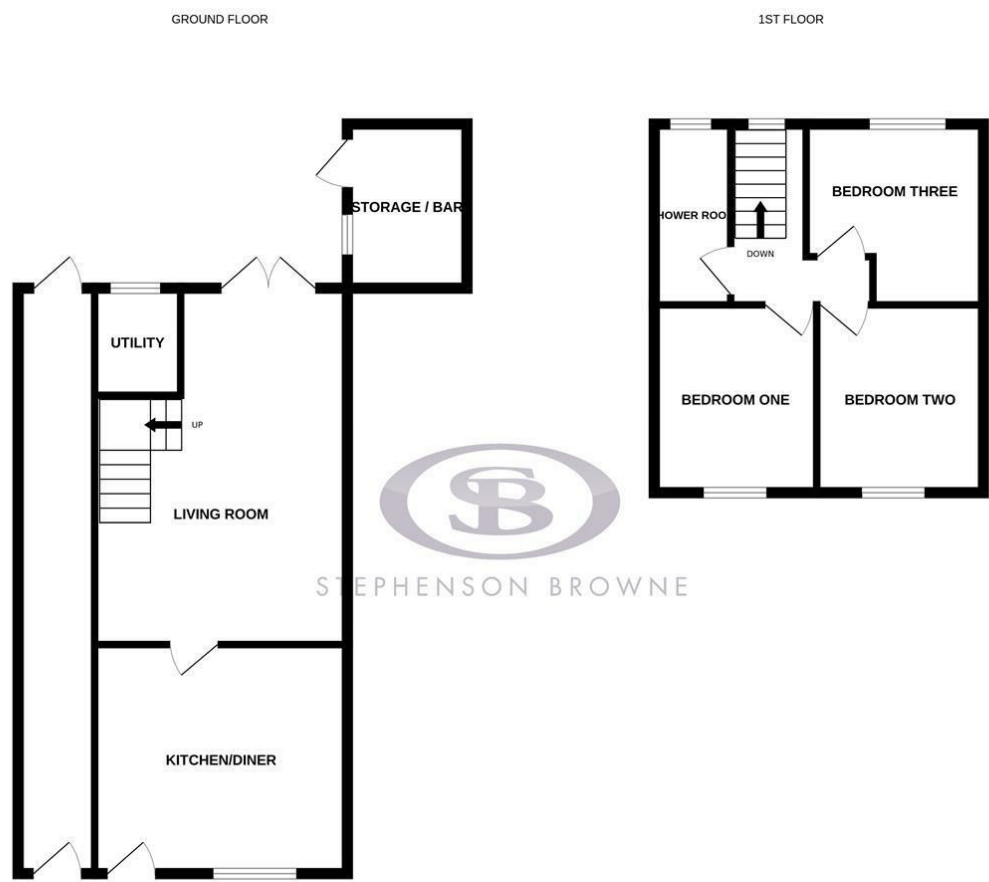 GROUND FLOOR
1ST FLOOR
STORAGE / BAR
UTILITY
UP
LIVING ROOM
KITCHEN/DINER
HOWER ROO
DOWN
BEDROOM THREE
BEDROOM ONE
BEDROOM TWO
SB
STEPHENSON BROWNE